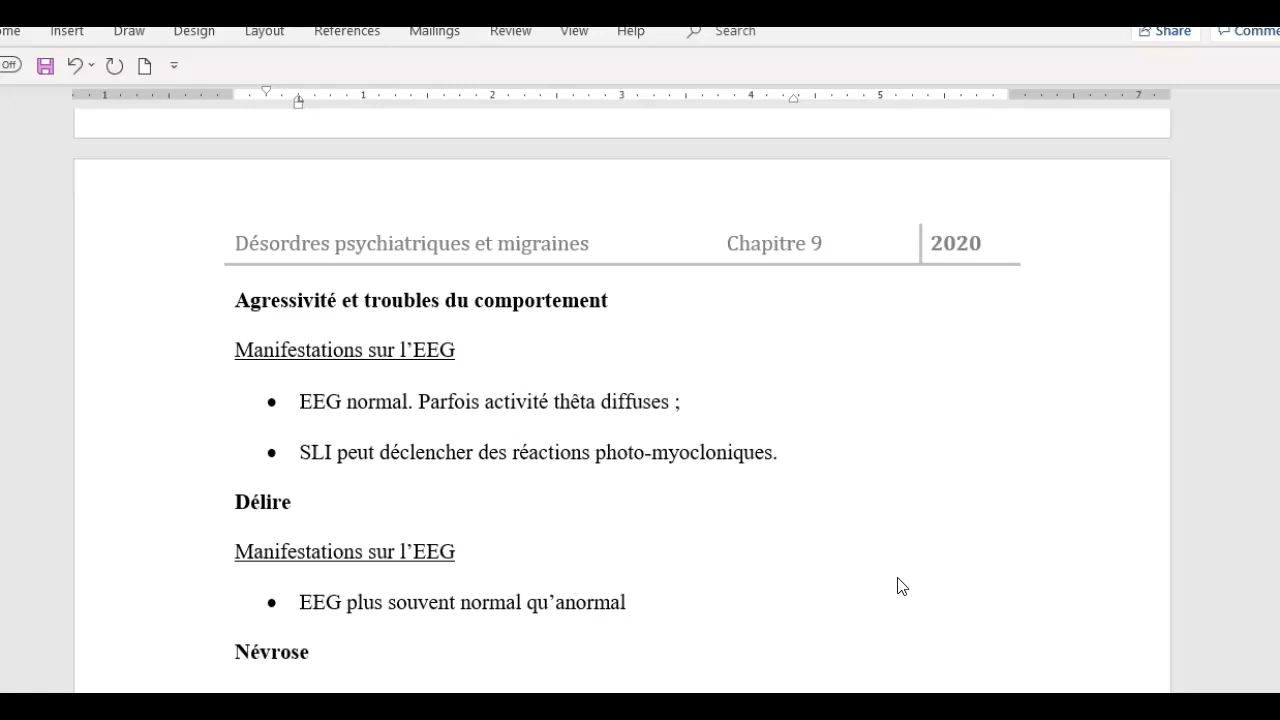 Insert Draw Design Layout References Mailings Review View Help Search Share
Off
1 1 2 3 4 5 7
Désordres psychiatriques et migraines Chapitre 9 2020
Agressivité et troubles du comportement
Manifestations sur l’EEG
• EEG normal. Parfois activité thêta diffuses ;
• SLI peut déclencher des réactions photo-myocloniques.
Délire
Manifestations sur l’EEG
• EEG plus souvent normal qu’anormal
Névrose